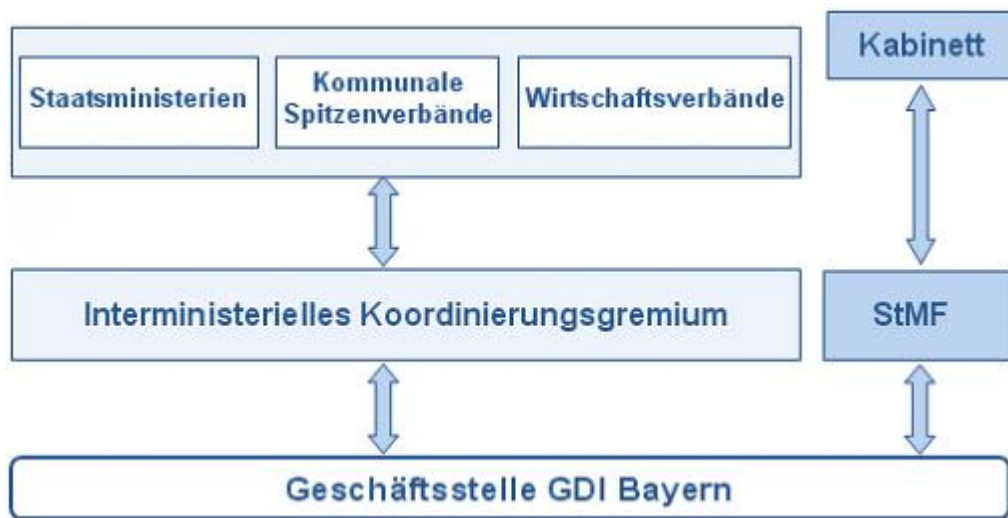 Kabinett
Staatsministerien
Kommunale
Spitzenverbände
Wirtschaftsverbände
Interministerielles Koordinierungsgremium
StMF
Geschäftsstelle GDI Bayern